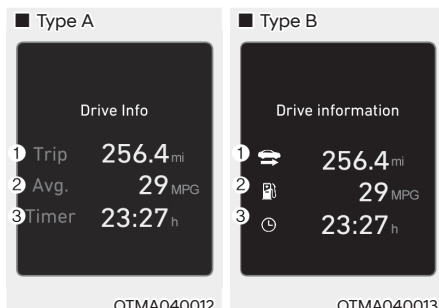 ■ Type A
Drive Info
1 Trip 256.4 mi
2 Avg. 29 MPG
3 Timer 23:27 h
OTMA040012
■ Type B
Drive information
1 256.4 mi
2 29 MPG
3 23:27 h
OTMA040013